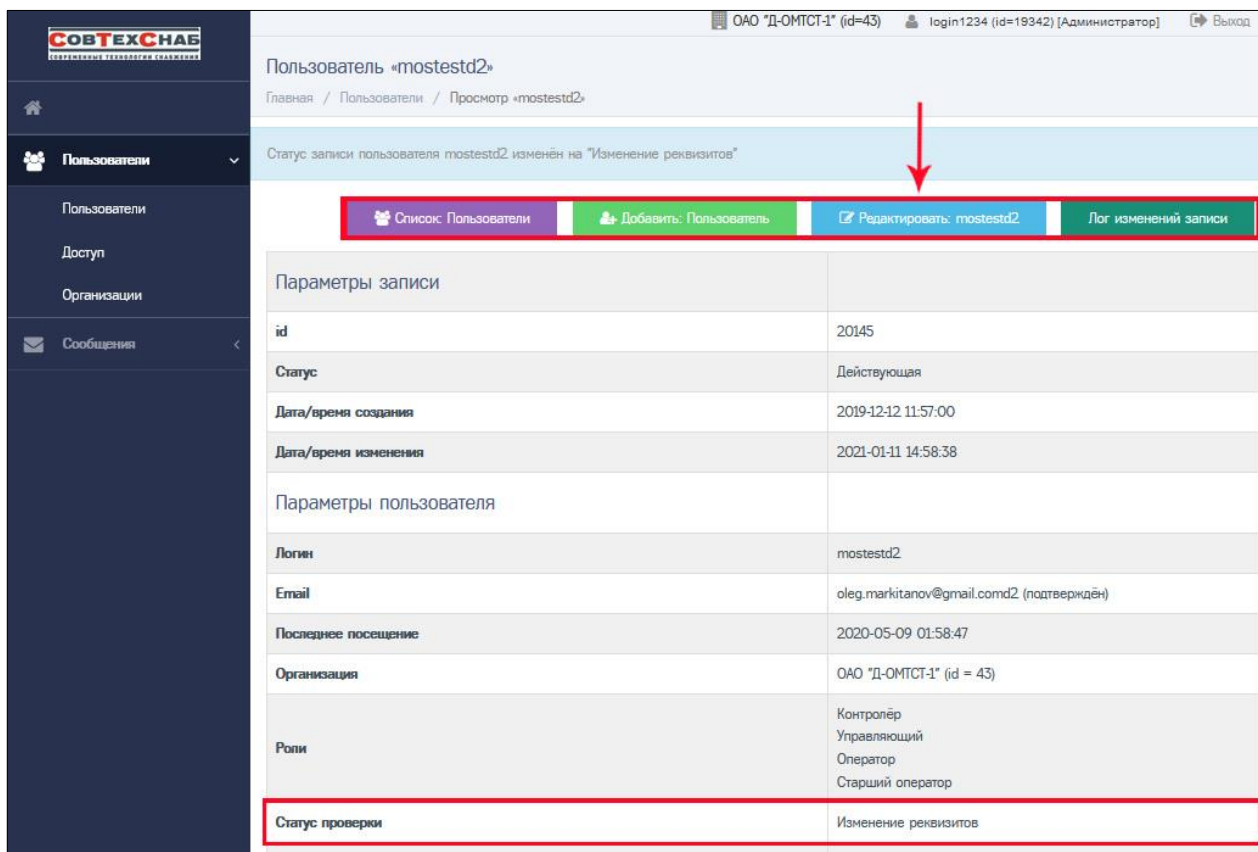 ОАО "Д-ОМТСТ-1" (id=43) login1234 (id=19342) [Администратор] Выход
СОВТЕХСНАБ
СОВРЕМЕННЫЕ ТЕХНОЛОГИИ СНАБЖЕНИЯ
Пользователь «mostestd2»
Главная / Пользователи / Просмотр «mostestd2»
Пользователи
Пользователи
Доступ
Организации
Сообщения
Статус записи пользователя mostestd2 изменён на "Изменение реквизитов"
Список: Пользователи Добавить: Пользователь Редактировать: mostestd2 Лог изменений записи
Параметры записи
id 20145
Статус Действующая
Дата/время создания 2019-12-12 11:57:00
Дата/время изменения 2021-01-11 14:58:38
Параметры пользователя
Логин mostestd2
Email oleg.markitanov@gmail.comd2 (подтверждён)
Последнее посещение 2020-05-09 01:58:47
Организация ОАО "Д-ОМТСТ-1" (id = 43)
Роли
Контролёр
Управляющий
Оператор
Старший оператор
Статус проверки Изменение реквизитов